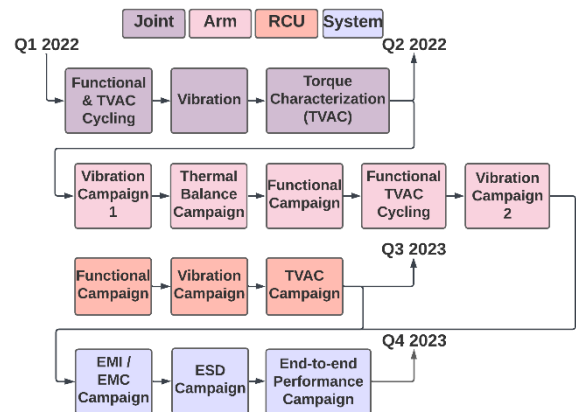 Joint
Arm
RCU
System
Q1 2022
Q2 2022
Functional
& TVAC
Cycling
Vibration
Torque
Characterization
(TVAC)
Vibration
Campaign
1
Thermal
Balance
Campaign
Functional
Campaign
Functional
TVAC
Cycling
Vibration
Campaign
2
Q3 2023
Functional
Campaign
Vibration
Campaign
TVAC
Campaign
Q4 2023
EMI /
EMC
Campaign
ESD
Campaign
End-to-end
Performance
Campaign